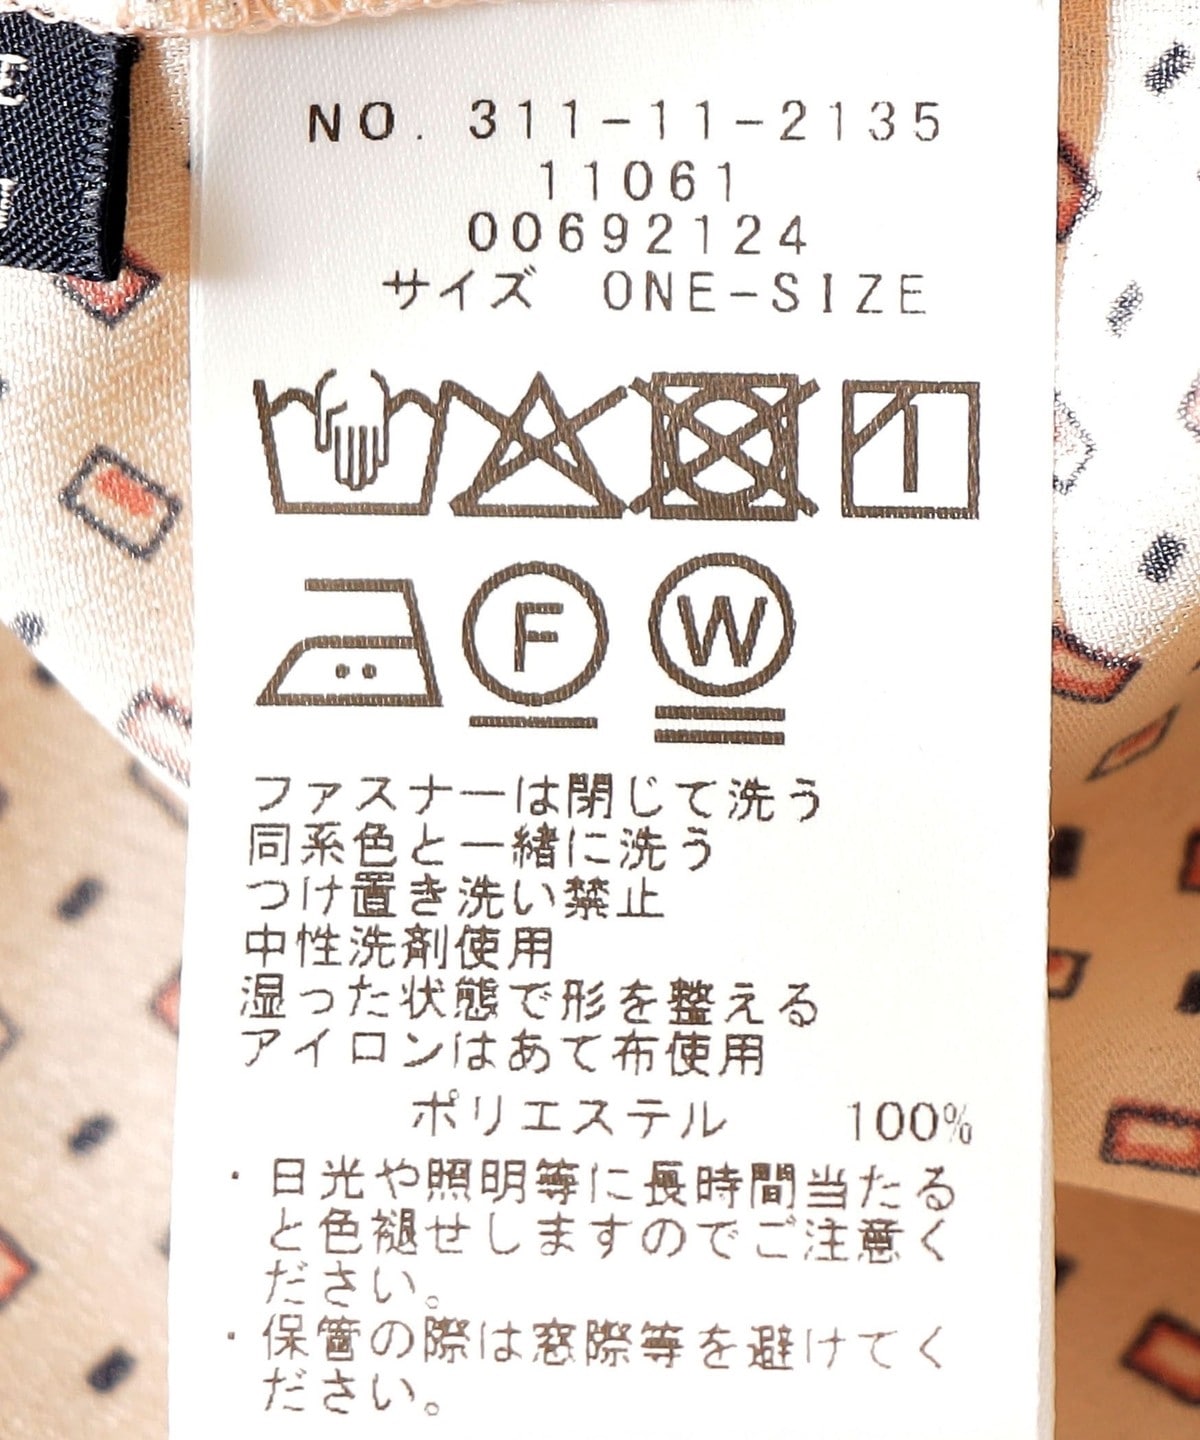 NO. 311-11-2135
11061
00692124
サイズ ONE-SIZE
F W
ファスナーは閉じて洗う
同系色と一緒に洗う
つけ置き洗い禁止
中性洗剤使用
湿った状態で形を整える
アイロンはあて布使用
ポリエステル 100%
・日光や照明等に長時間当たる
と色褪せしますのでご注意く
ださい。
・保管の際は窓際等を避けてく
ださい。